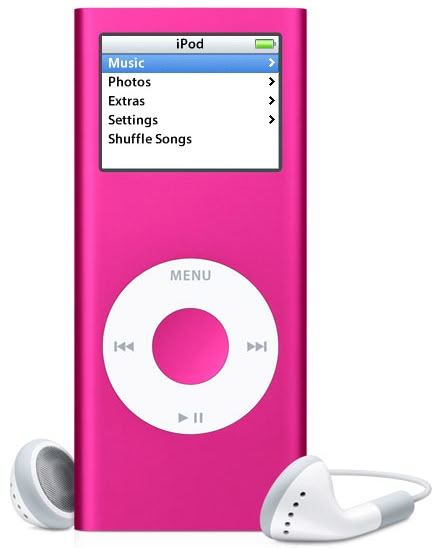 iPod
Music
Photos
Extras
Settings
Shuffle Songs
MENU